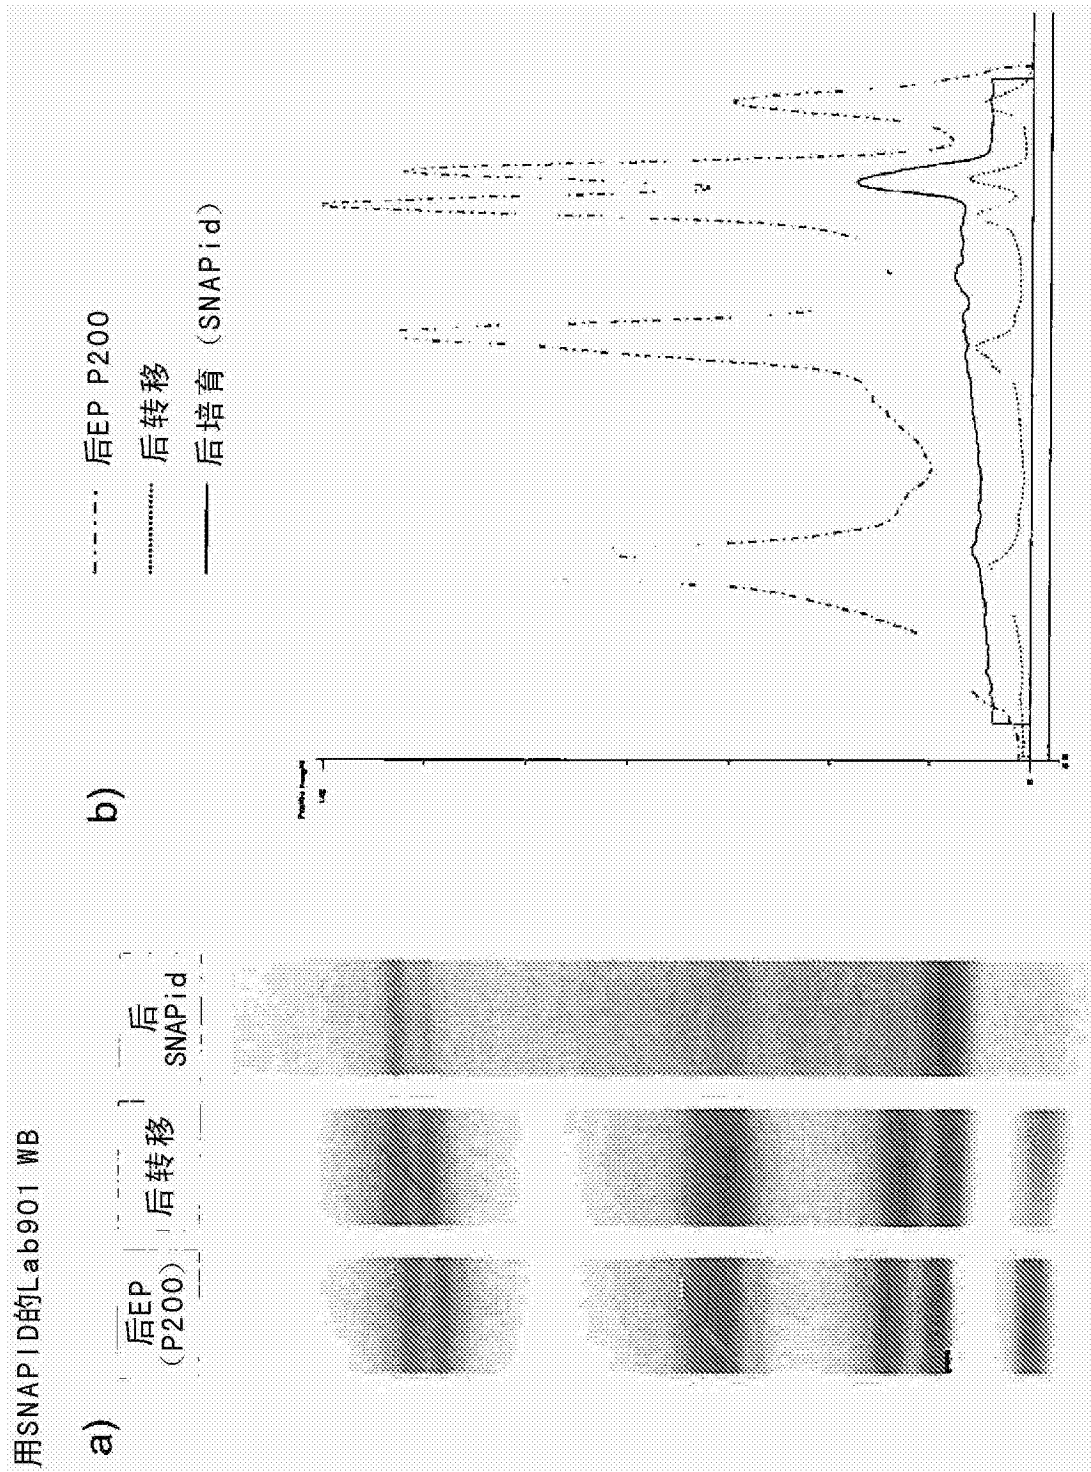 用SNAPID的Lab901 WB
a)
后EP
(P200)
后转移
后
SNAPid
b)
后EP P200
后转移
后培育 (SNAPid)